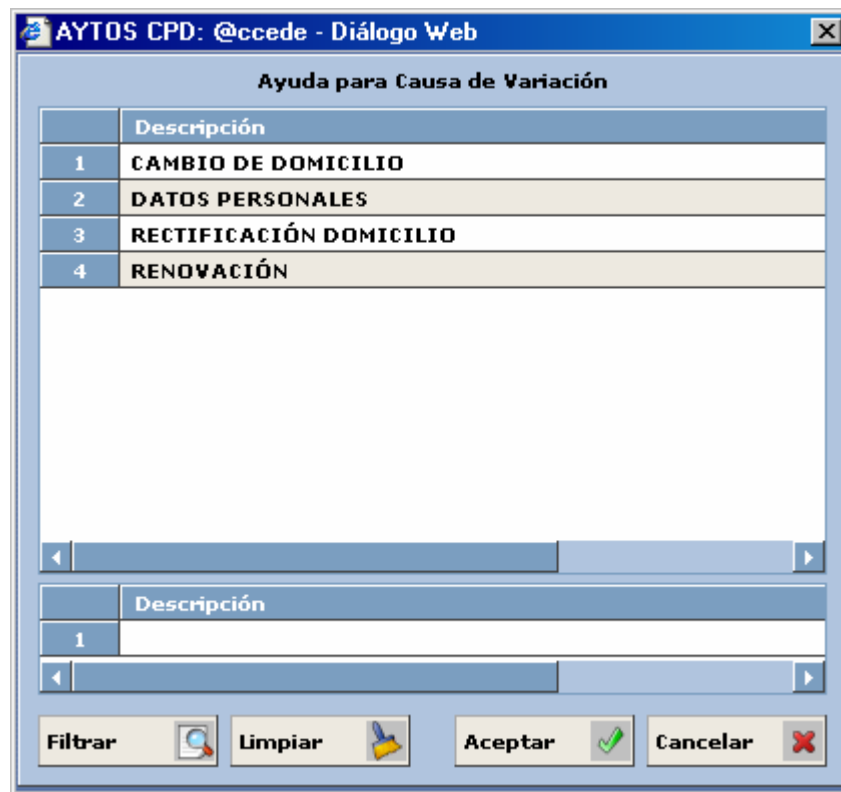 AYTOS CPD: @ccede - Diálogo Web
Ayuda para Causa de Variación
Descripción
1 CAMBIO DE DOMICILIO
2 DATOS PERSONALES
3 RECTIFICACIÓN DOMICILIO
4 RENOVACIÓN
Descripción
1
Filtrar Limpiar Aceptar Cancelar